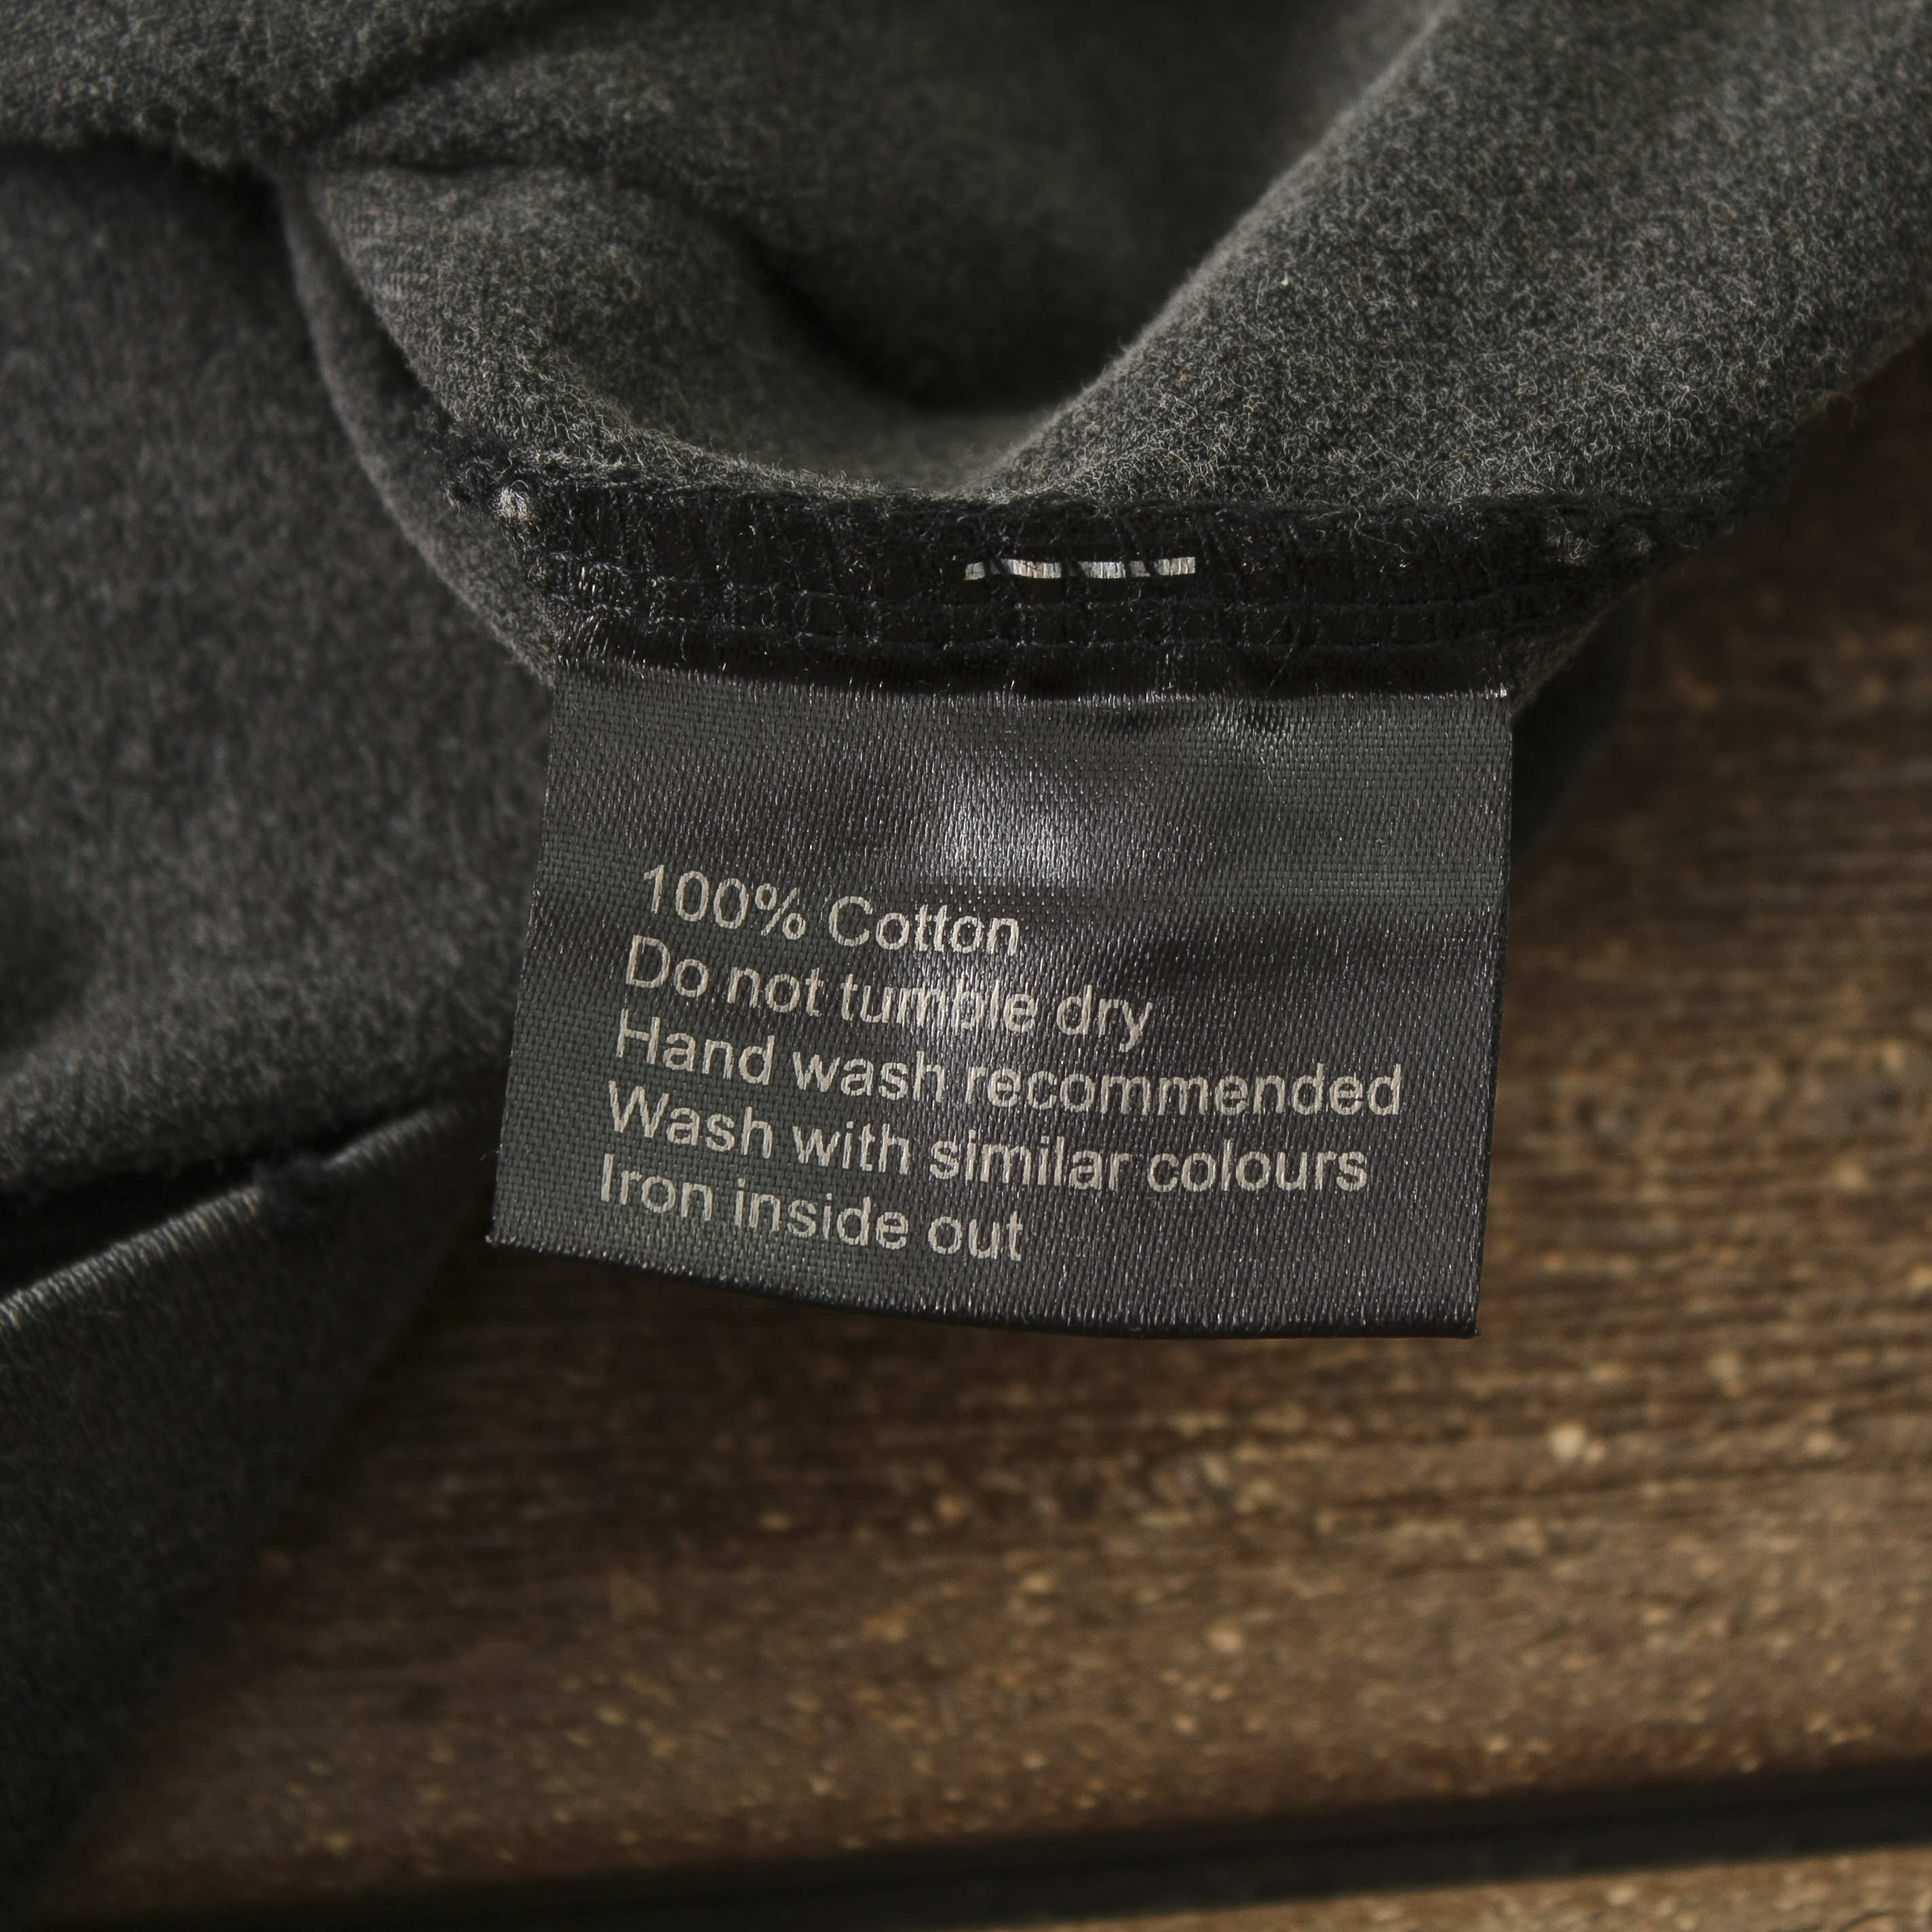 100% Cotton
Do not tumble dry
Hand wash recommended
Wash with similar colours
Iron inside out